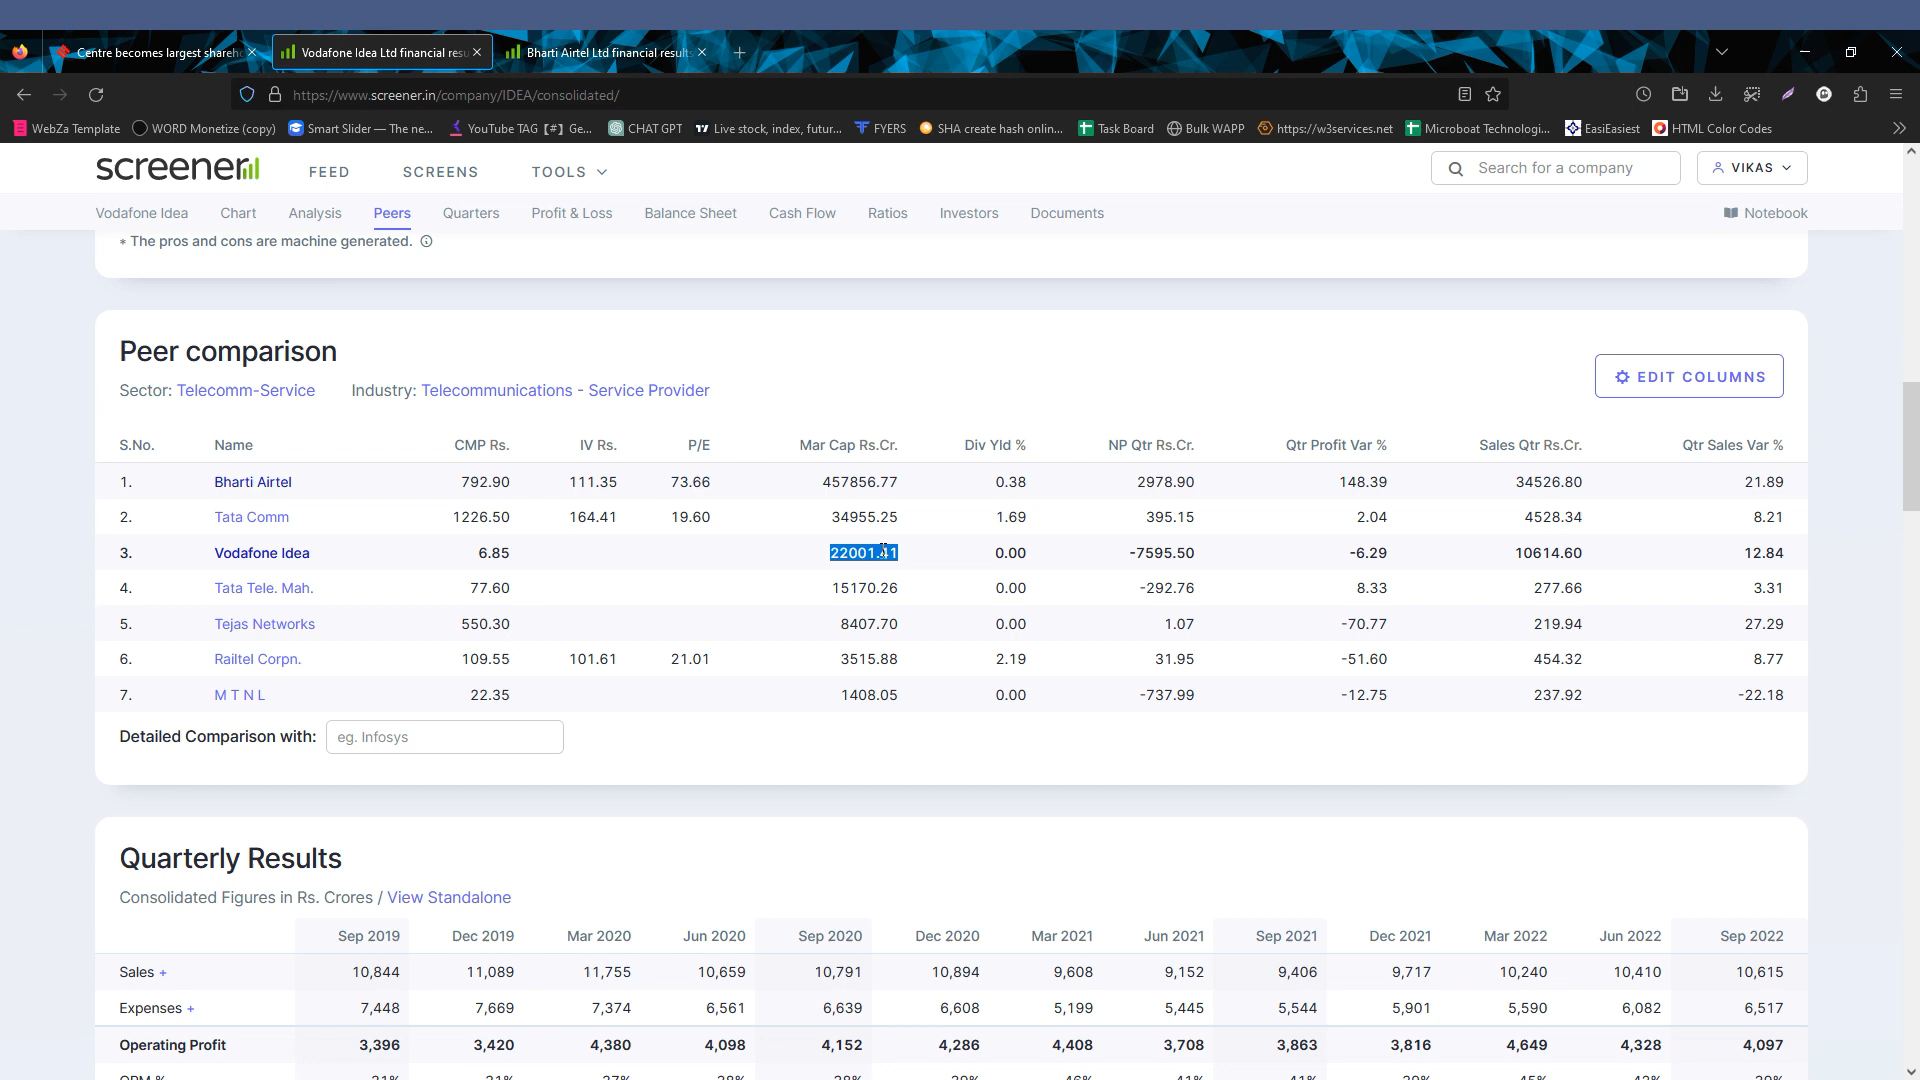 Centre becomes largest shareh
Vodafone Idea Ltd financial resu
Bharti Airtel Ltd financial results
https://www.screener.in/company/IDEA/consolidated/
WebZa Template
WORD Monetize (copy)
Smart Slider — The ne...
YouTube TAG [#] Ge...
CHAT GPT
Live stock, index, futur...
FYERS
SHA create hash onlin...
Task Board
Bulk WAPP
https://w3services.net
Microboat Technologi...
EasiEasiest
HTML Color Codes
screener
FEED
SCREENS
TOOLS
Search for a company
VIKAS
Vodafone Idea
Chart
Analysis
Peers
Quarters
Profit & Loss
Balance Sheet
Cash Flow
Ratios
Investors
Documents
Notebook
* The pros and cons are machine generated.
Peer comparison
Sector: Telecomm-Service Industry: Telecommunications - Service Provider
EDIT COLUMNS
S.No. Name CMP Rs. IV Rs. P/E Mar Cap Rs.Cr. Div Yld % NP Qtr Rs.Cr. Qtr Profit Var % Sales Qtr Rs.Cr. Qtr Sales Var %
1. Bharti Airtel 792.90 111.35 73.66 457856.77 0.38 2978.90 148.39 34526.80 21.89
2. Tata Comm 1226.50 164.41 19.60 34955.25 1.69 395.15 2.04 4528.34 8.21
3. Vodafone Idea 6.85 22001.41 0.00 -7595.50 -6.29 10614.60 12.84
4. Tata Tele. Mah. 77.60 15170.26 0.00 -292.76 8.33 277.66 3.31
5. Tejas Networks 550.30 8407.70 0.00 1.07 -70.77 219.94 27.29
6. Railtel Corpn. 109.55 101.61 21.01 3515.88 2.19 31.95 -51.60 454.32 8.77
7. M T N L 22.35 1408.05 0.00 -737.99 -12.75 237.92 -22.18
Detailed Comparison with: eg. Infosys
Quarterly Results
Consolidated Figures in Rs. Crores / View Standalone
Sep 2019 Dec 2019 Mar 2020 Jun 2020 Sep 2020 Dec 2020 Mar 2021 Jun 2021 Sep 2021 Dec 2021 Mar 2022 Jun 2022 Sep 2022
Sales + 10,844 11,089 11,755 10,659 10,791 10,894 9,608 9,152 9,406 9,717 10,240 10,410 10,615
Expenses + 7,448 7,669 7,374 6,561 6,639 6,608 5,199 5,445 5,544 5,901 5,590 6,082 6,517
Operating Profit 3,396 3,420 4,380 4,098 4,152 4,286 4,408 3,708 3,863 3,816 4,649 4,328 4,097